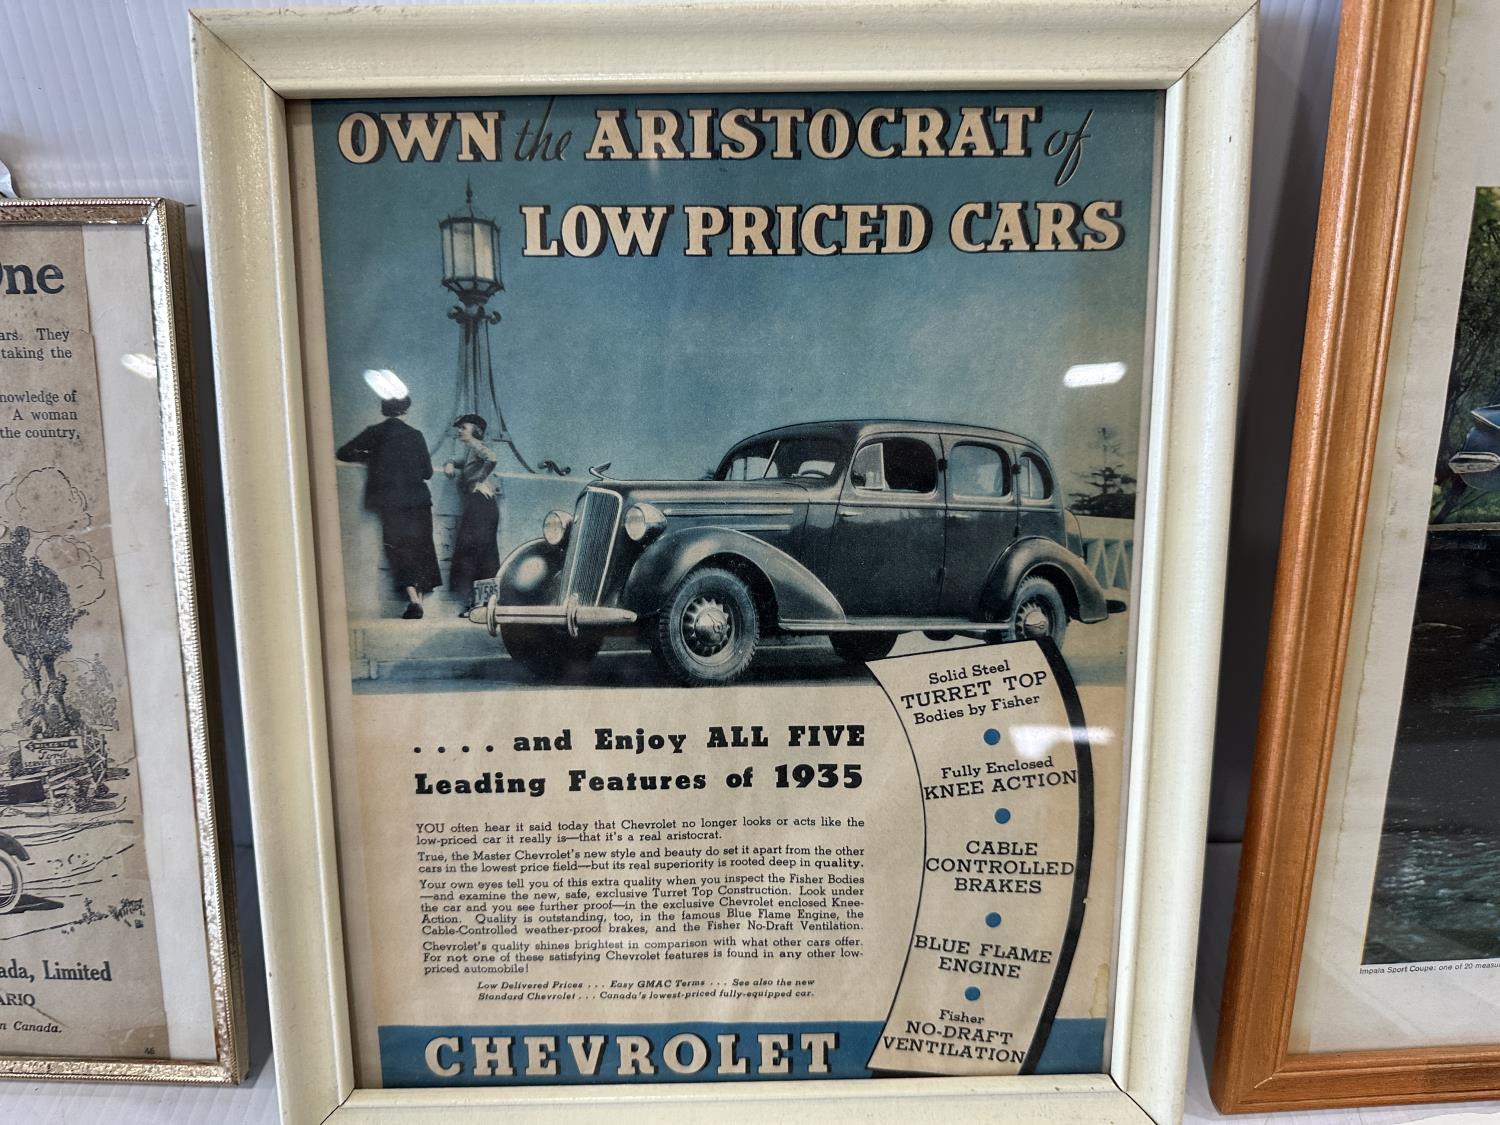 One
ars. They
taking the
nowledge of
A woman
the country,
MILES TO
Ford
SERVICE STATION
ada, Limited
ARIO
n Canada.
46
OWN the ARISTOCRAT of
LOW PRICED CARS
. . . . and Enjoy ALL FIVE
Leading Features of 1935
YOU often hear it said today that Chevrolet no longer looks or acts like the
low-priced car it really is—that it's a real aristocrat.
True, the Master Chevrolet's new style and beauty do set it apart from the other
cars in the lowest price field—but its real superiority is rooted deep in quality.
Your own eyes tell you of this extra quality when you inspect the Fisher Bodies
—and examine the new, safe, exclusive Turret Top Construction. Look under
the car and you see further proof—in the exclusive Chevrolet enclosed Knee-
Action. Quality is outstanding, too, in the famous Blue Flame Engine, the
Cable-Controlled weather-proof brakes, and the Fisher No-Draft Ventilation.
Chevrolet's quality shines brightest in comparison with what other cars offer.
For not one of these satisfying Chevrolet features is found in any other low-
priced automobile!
Low Delivered Prices . . . Easy GMAC Terms . . . See also the new
Standard Chevrolet . . . Canada's lowest-priced fully-equipped car.
CHEVROLET
Solid Steel
TURRET TOP
Bodies by Fisher
Fully Enclosed
KNEE ACTION
CABLE
CONTROLLED
BRAKES
BLUE FLAME
ENGINE
Fisher
NO-DRAFT
VENTILATION
Impala Sport Coupe: one of 20 measu